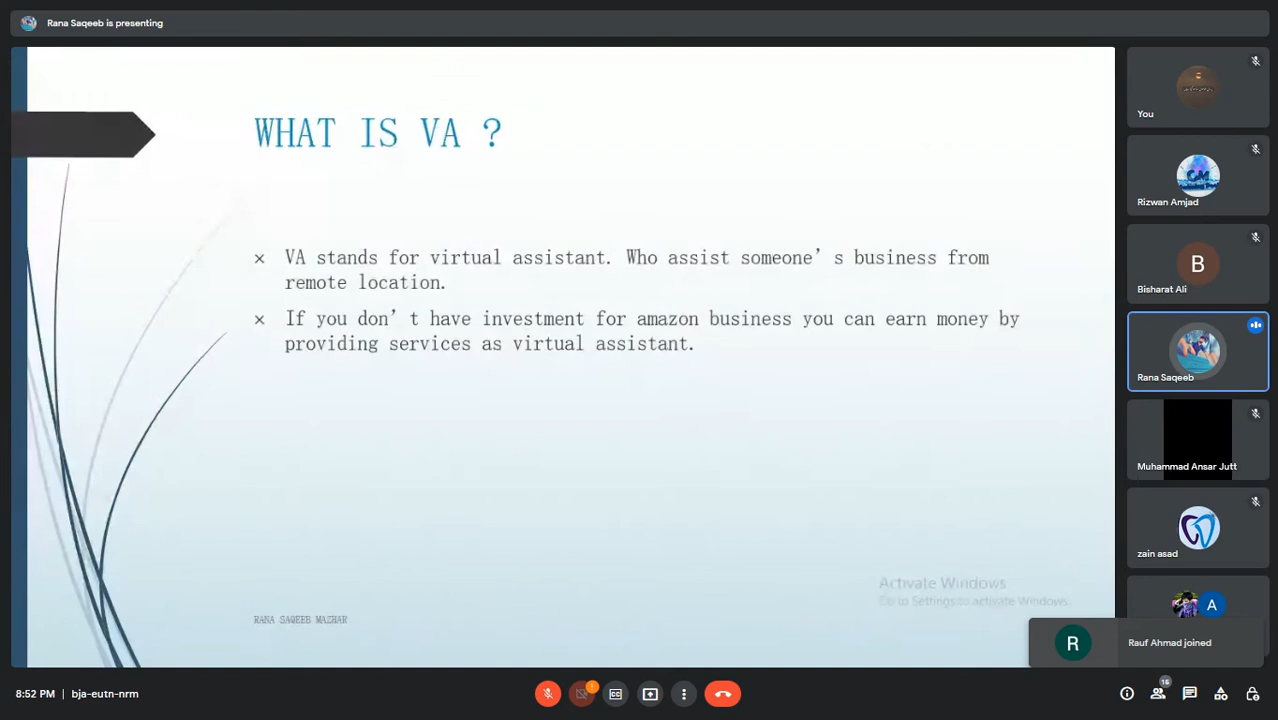 Rana Saqeeb is presenting
WHAT IS VA ?
× VA stands for virtual assistant. Who assist someone’s business from
remote location.
× If you don’t have investment for amazon business you can earn money by
providing services as virtual assistant.
Activate Windows
Go to Settings to activate Windows.
RANA SAQEEB MAZHAR
You
Rizwan Amjad
B
Bisharat Ali
Rana Saqeeb
Muhammad Ansar Jutt
zain asad
A
R
Rauf Ahmad joined
8:52 PM | bja-eutn-nrm
16